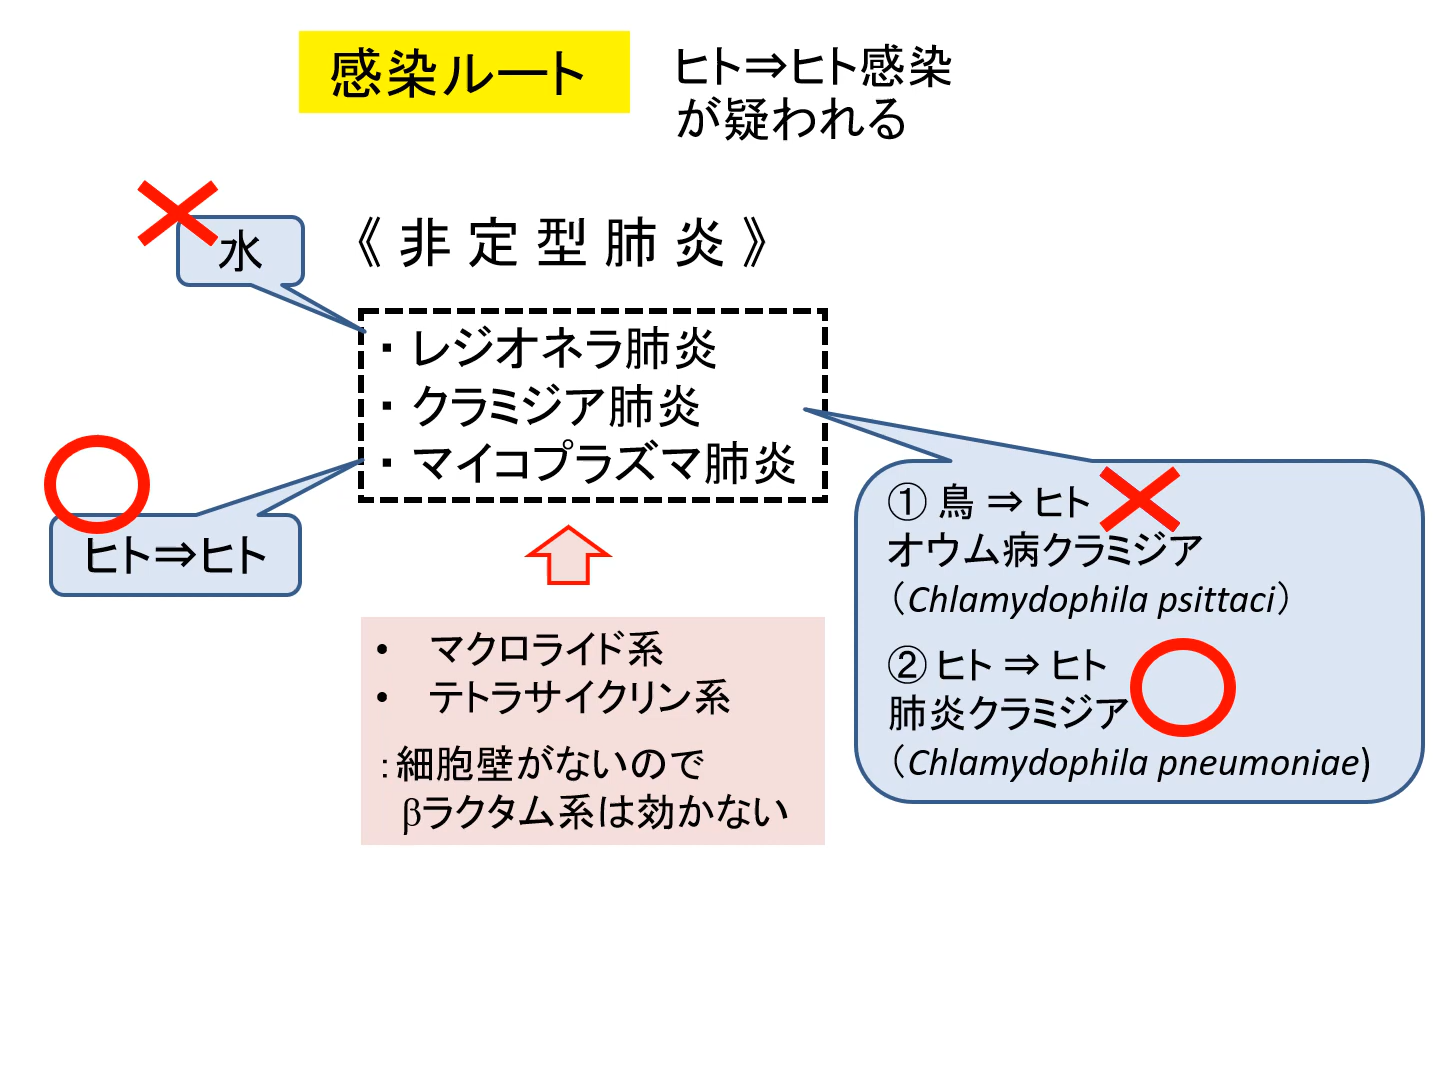 感染ルート
ヒト⇒ヒト感染
が疑われる
水
《非定型肺炎》
・レジオネラ肺炎
・クラミジア肺炎
・マイコプラズマ肺炎
ヒト⇒ヒト
① 鳥 ⇒ ヒト
オウム病クラミジア
（Chlamydophila psittaci）
② ヒト ⇒ ヒト
肺炎クラミジア
（Chlamydophila pneumoniae)
• マクロライド系
• テトラサイクリン系
：細胞壁がないので
βラクタム系は効かない